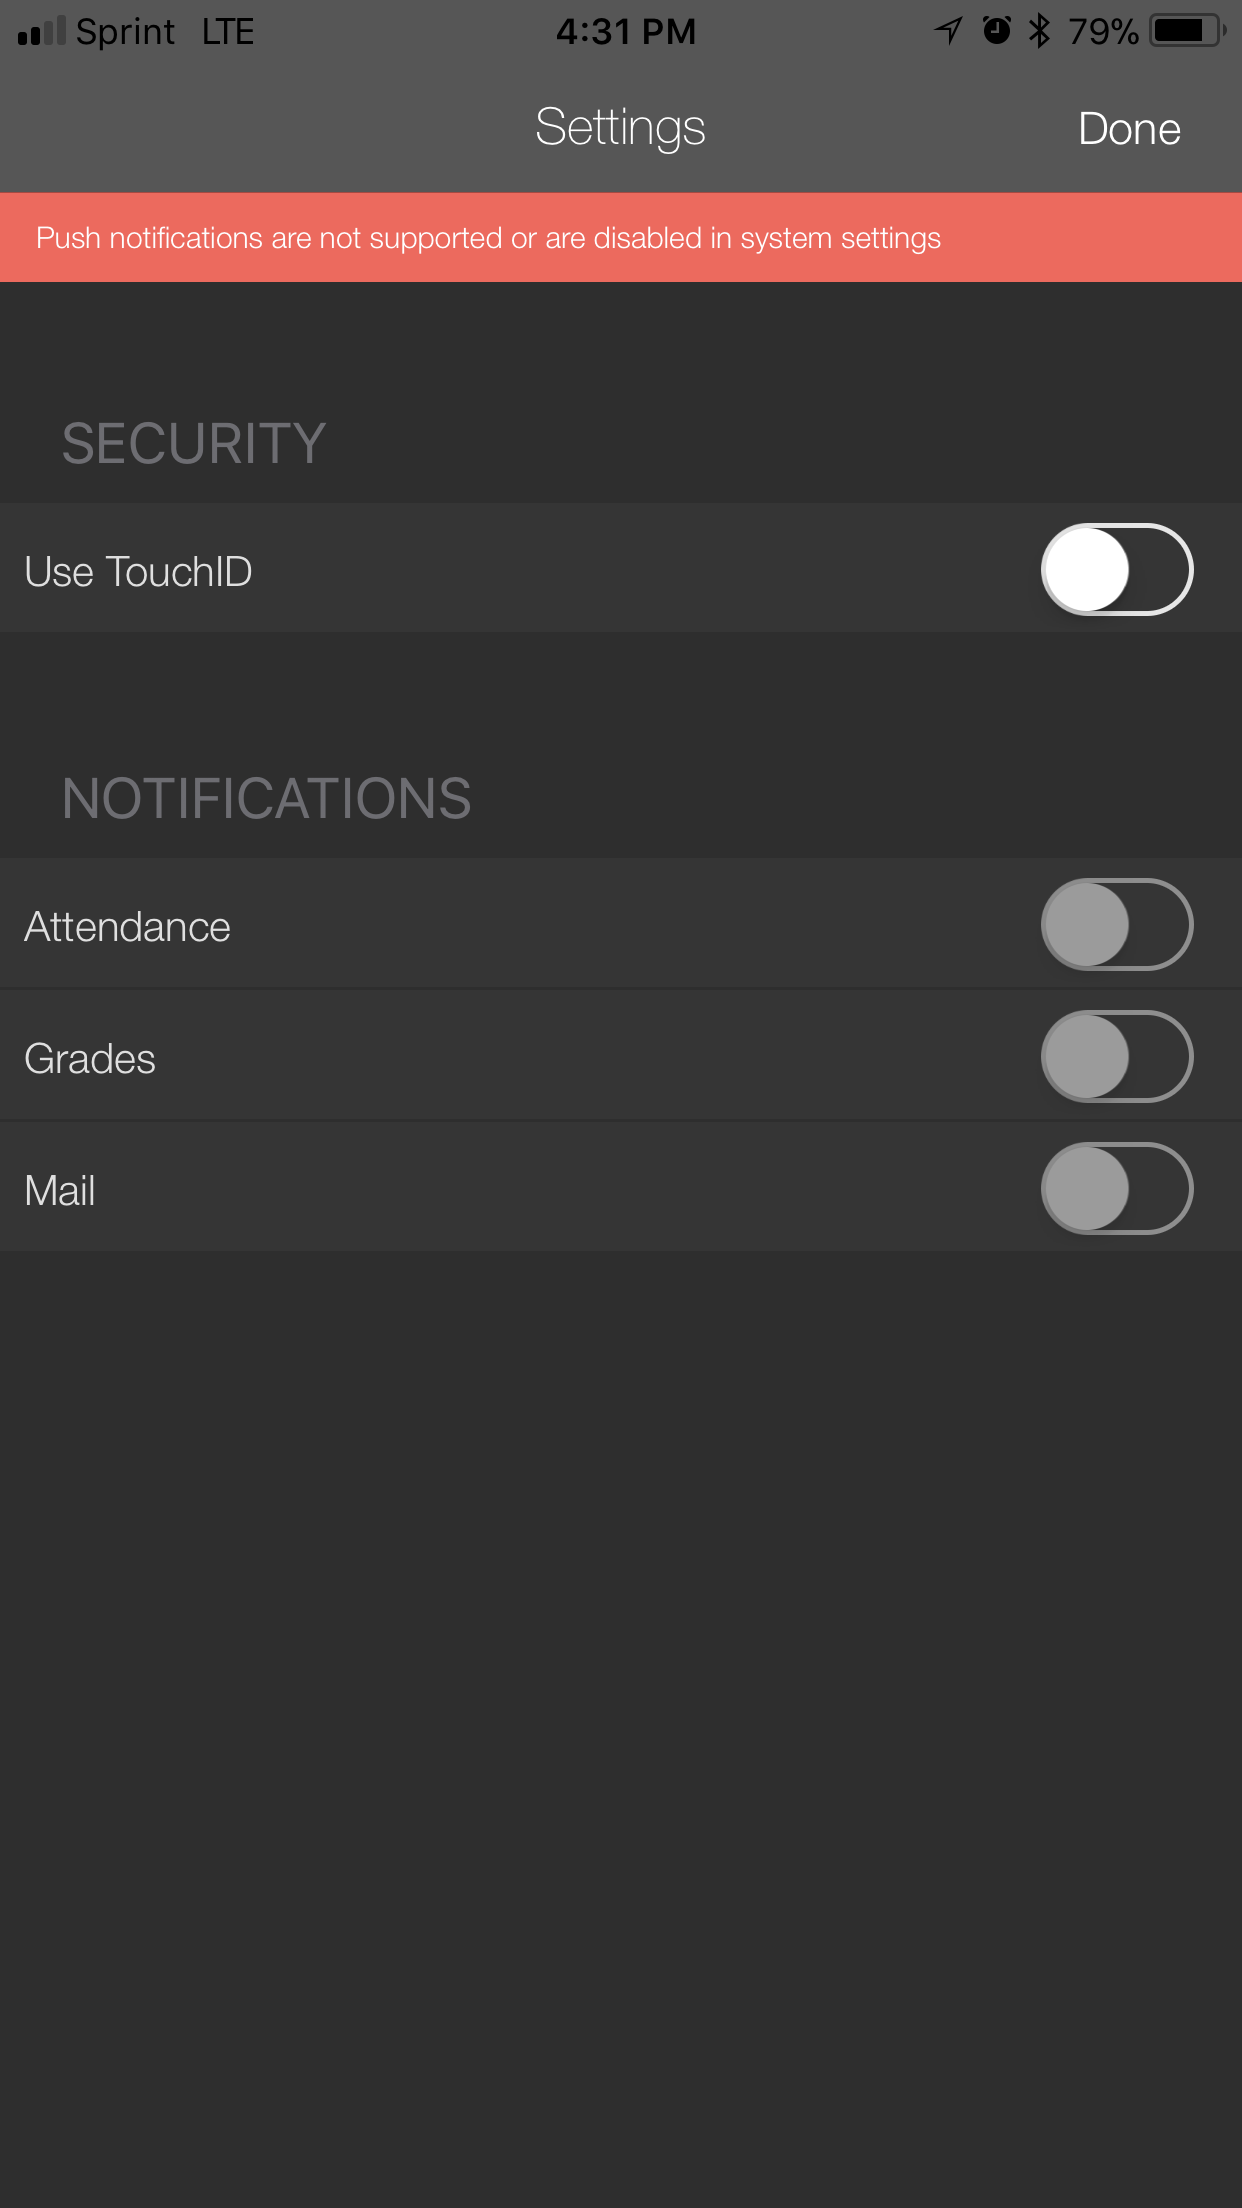 Sprint LTE 4:31 PM 79%
Settings Done
Push notifications are not supported or are disabled in system settings
SECURITY
Use TouchID
NOTIFICATIONS
Attendance
Grades
Mail